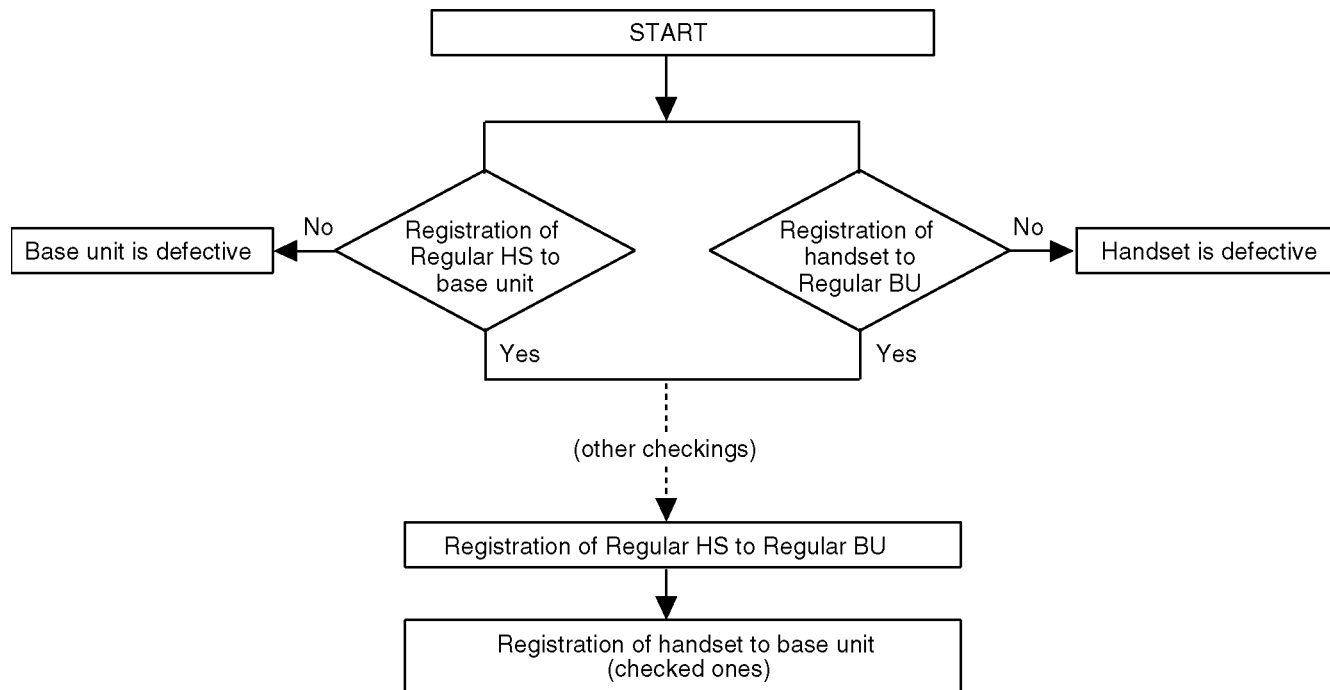 START
Registration of
Regular HS to
base unit
Registration of
handset to
Regular BU
No
No
Base unit is defective
Handset is defective
Yes
Yes
(other checkings)
Registration of Regular HS to Regular BU
Registration of handset to base unit
(checked ones)